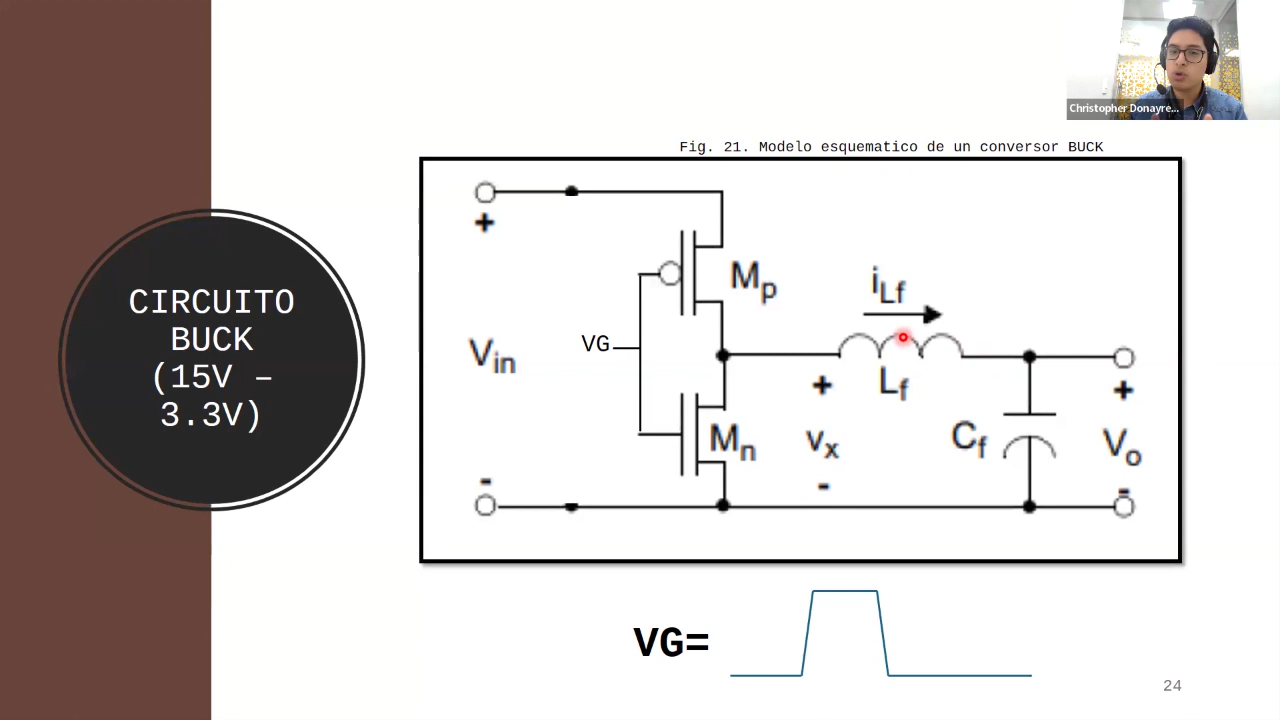 Christopher Donayre...
Fig. 21. Modelo esquematico de un conversor BUCK
CIRCUITO
BUCK
(15V –
3.3V)
+
Vin
-
VG
Mp
Mn
iLf
Lf
+
vx
-
Cf
+
Vo
-
VG=
24